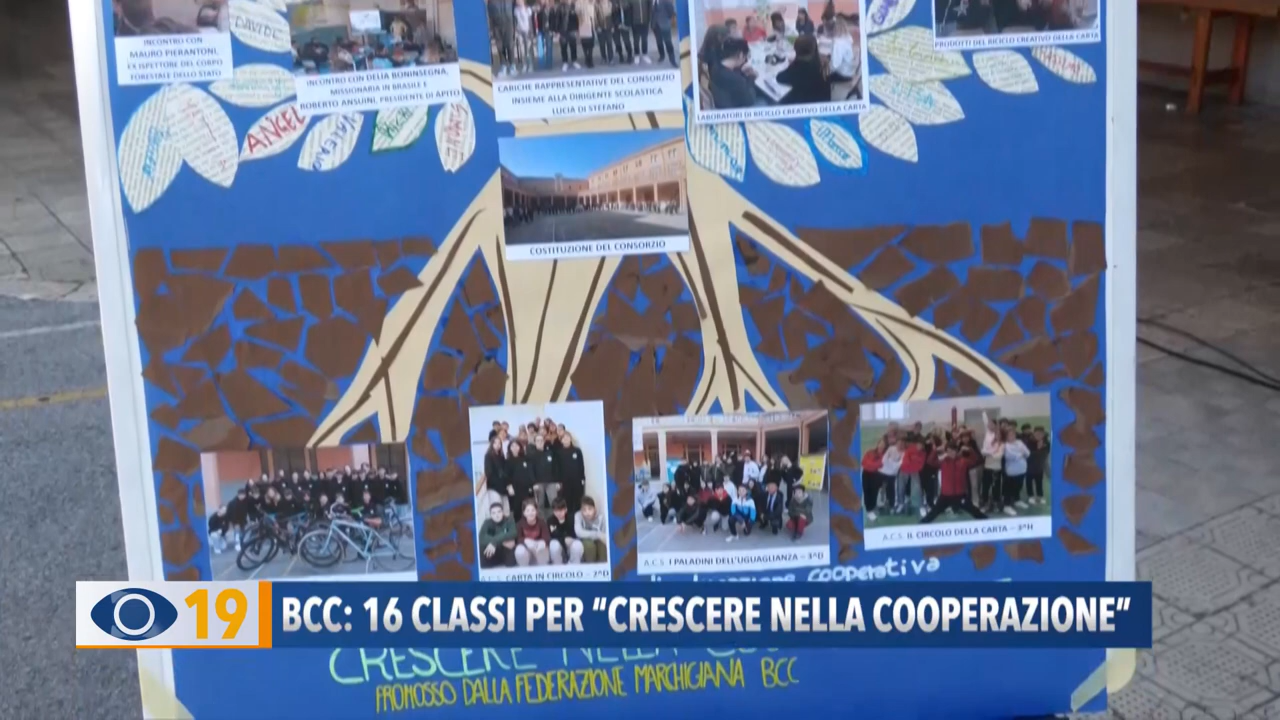 DAVIDE
INCONTRO CON
MAURO PIERANTONI,
EX ISPETTORE DEL CORPO
FORESTALE DELLO STATO
INCONTRO CON DELIA BONINSEGNA,
MISSIONARIA IN BRASILE E
ROBERTO ANSUINI, PRESIDENTE DI APITO
CARICHE RAPPRESENTATIVE DEL CONSORZIO
INSIEME ALLA DIRIGENTE SCOLASTICA
LUCIA DI STEFANO
LABORATORI DI RICICLO CREATIVO DELLA CARTA
PRODOTTI DEL RICICLO CREATIVO DELLA CARTA
ANGEL
COSTITUZIONE DEL CONSORZIO
A.C.S. CARTA IN CIRCOLO – 2^D
A.C.S. I PALADINI DELL'UGUAGLIANZA – 3^D
A.C.S. IL CIRCOLO DELLA CARTA – 3^H
cooperativa
19
BCC: 16 CLASSI PER “CRESCERE NELLA COOPERAZIONE”
CRESCERE NELLA
PROMOSSO DALLA FEDERAZIONE MARCHIGIANA BCC